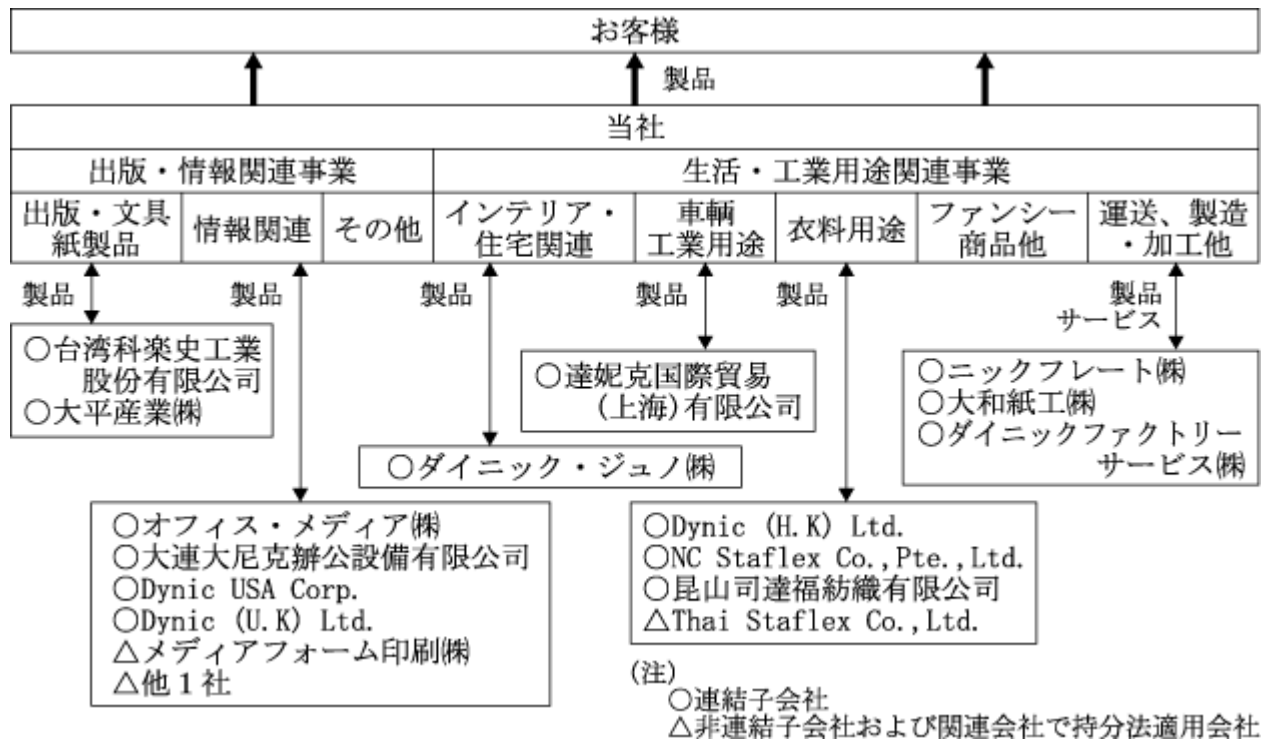 お客様
製品
当社
出版・情報関連事業
生活・工業用途関連事業
出版・文具
紙製品
情報関連
その他
インテリア・
住宅関連
車輌
工業用途
衣料用途
ファンシー
商品他
運送、製造
・加工他
製品
製品
製品
製品
製品
製品
サービス
○台湾科楽史工業
股份有限公司
○大平産業㈱
○達妮克国際貿易
(上海)有限公司
○ニックフレート㈱
○大和紙工㈱
○ダイニックファクトリー
サービス㈱
○ダイニック・ジュノ㈱
○オフィス・メディア㈱
○大連大尼克辦公設備有限公司
○Dynic USA Corp.
○Dynic (U.K) Ltd.
△メディアフォーム印刷㈱
△他１社
○Dynic (H.K) Ltd.
○NC Staflex Co.,Pte.,Ltd.
○昆山司達福紡織有限公司
△Thai Staflex Co.,Ltd.
(注)
○連結子会社
△非連結子会社および関連会社で持分法適用会社